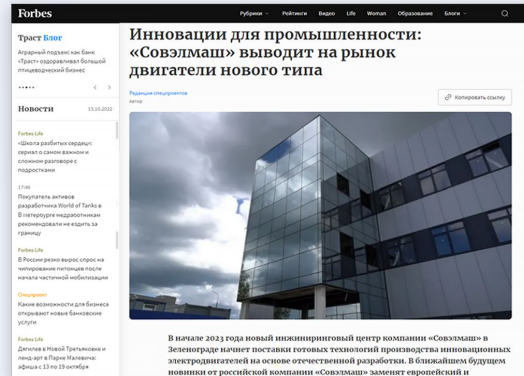 Forbes
Рубрики
Рейтинги
Видео
Life
Woman
Образование
Блоги
Траст Блог
Аграрный подъем: как банк
«Траст» оздоравливал большой
птицеводческий бизнес
Новости
13.10.2022
Forbes Life
«Школа разбитых сердец»:
сериал о самом важном и
сложном разговоре с
подростками
17:46
Покупатель активов
разработчика World of Tanks в
В Петербурге медработникам
рекомендовали не ездить за
границу
Forbes Life
В России резко вырос спрос на
чипирование питомцев после
начала частичной мобилизации
Спецпроект
Какие возможности для бизнеса
открывают новые банковские
услуги
Forbes Life
Дягилев в Новой Третьяковке и
ленд-арт в Парке Малевича:
афиша с 13 по 19 октября
Инновации для промышленности:
«Совэлмаш» выводит на рынок
двигатели нового типа
Редакция спецпроектов
Автор
Копировать ссылку
В начале 2023 года новый инжиниринговый центр компании «Совэлмаш» в
Зеленограде начнет поставки готовых технологий производства инновационных
электродвигателей на основе отечественной разработки. В ближайшем будущем
новинки от российской компании «Совэлмаш» заменят европейский и